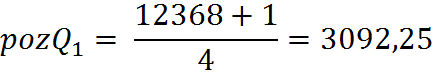 pozQ₁ = (12368 + 1)/4 = 3092,25